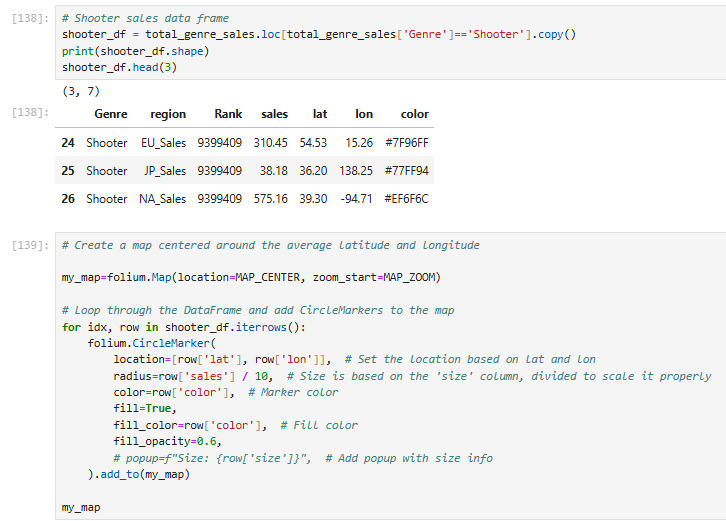 [138]: # Shooter sales data frame
shooter_df = total_genre_sales.loc[total_genre_sales['Genre']=='Shooter'].copy()
print(shooter_df.shape)
shooter_df.head(3)
(3, 7)
[138]: Genre region Rank sales lat lon color
24 Shooter EU_Sales 9399409 310.45 54.53 15.26 #7F96FF
25 Shooter JP_Sales 9399409 38.18 36.20 138.25 #77FF94
26 Shooter NA_Sales 9399409 575.16 39.30 -94.71 #EF6F6C
[139]: # Create a map centered around the average latitude and longitude
my_map=folium.Map(location=MAP_CENTER, zoom_start=MAP_ZOOM)
# Loop through the DataFrame and add CircleMarkers to the map
for idx, row in shooter_df.iterrows():
    folium.CircleMarker(
        location=[row['lat'], row['lon']],  # Set the location based on lat and lon
        radius=row['sales'] / 10,  # Size is based on the 'size' column, divided to scale it properly
        color=row['color'],  # Marker color
        fill=True,
        fill_color=row['color'],  # Fill color
        fill_opacity=0.6,
        # popup=f"Size: {row['size']}",  # Add popup with size info
    ).add_to(my_map)
my_map